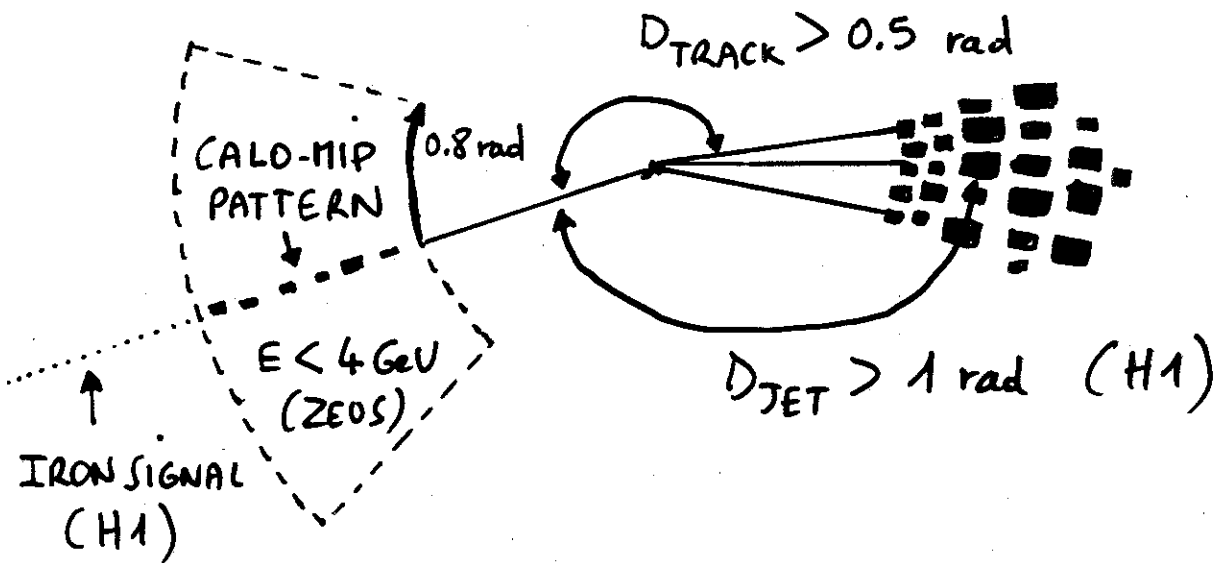 D_TRACK > 0.5 rad
0.8 rad
CALO-MIP
PATTERN
E < 4 GeV
(ZEUS)
D_JET > 1 rad (H1)
IRON SIGNAL
(H1)